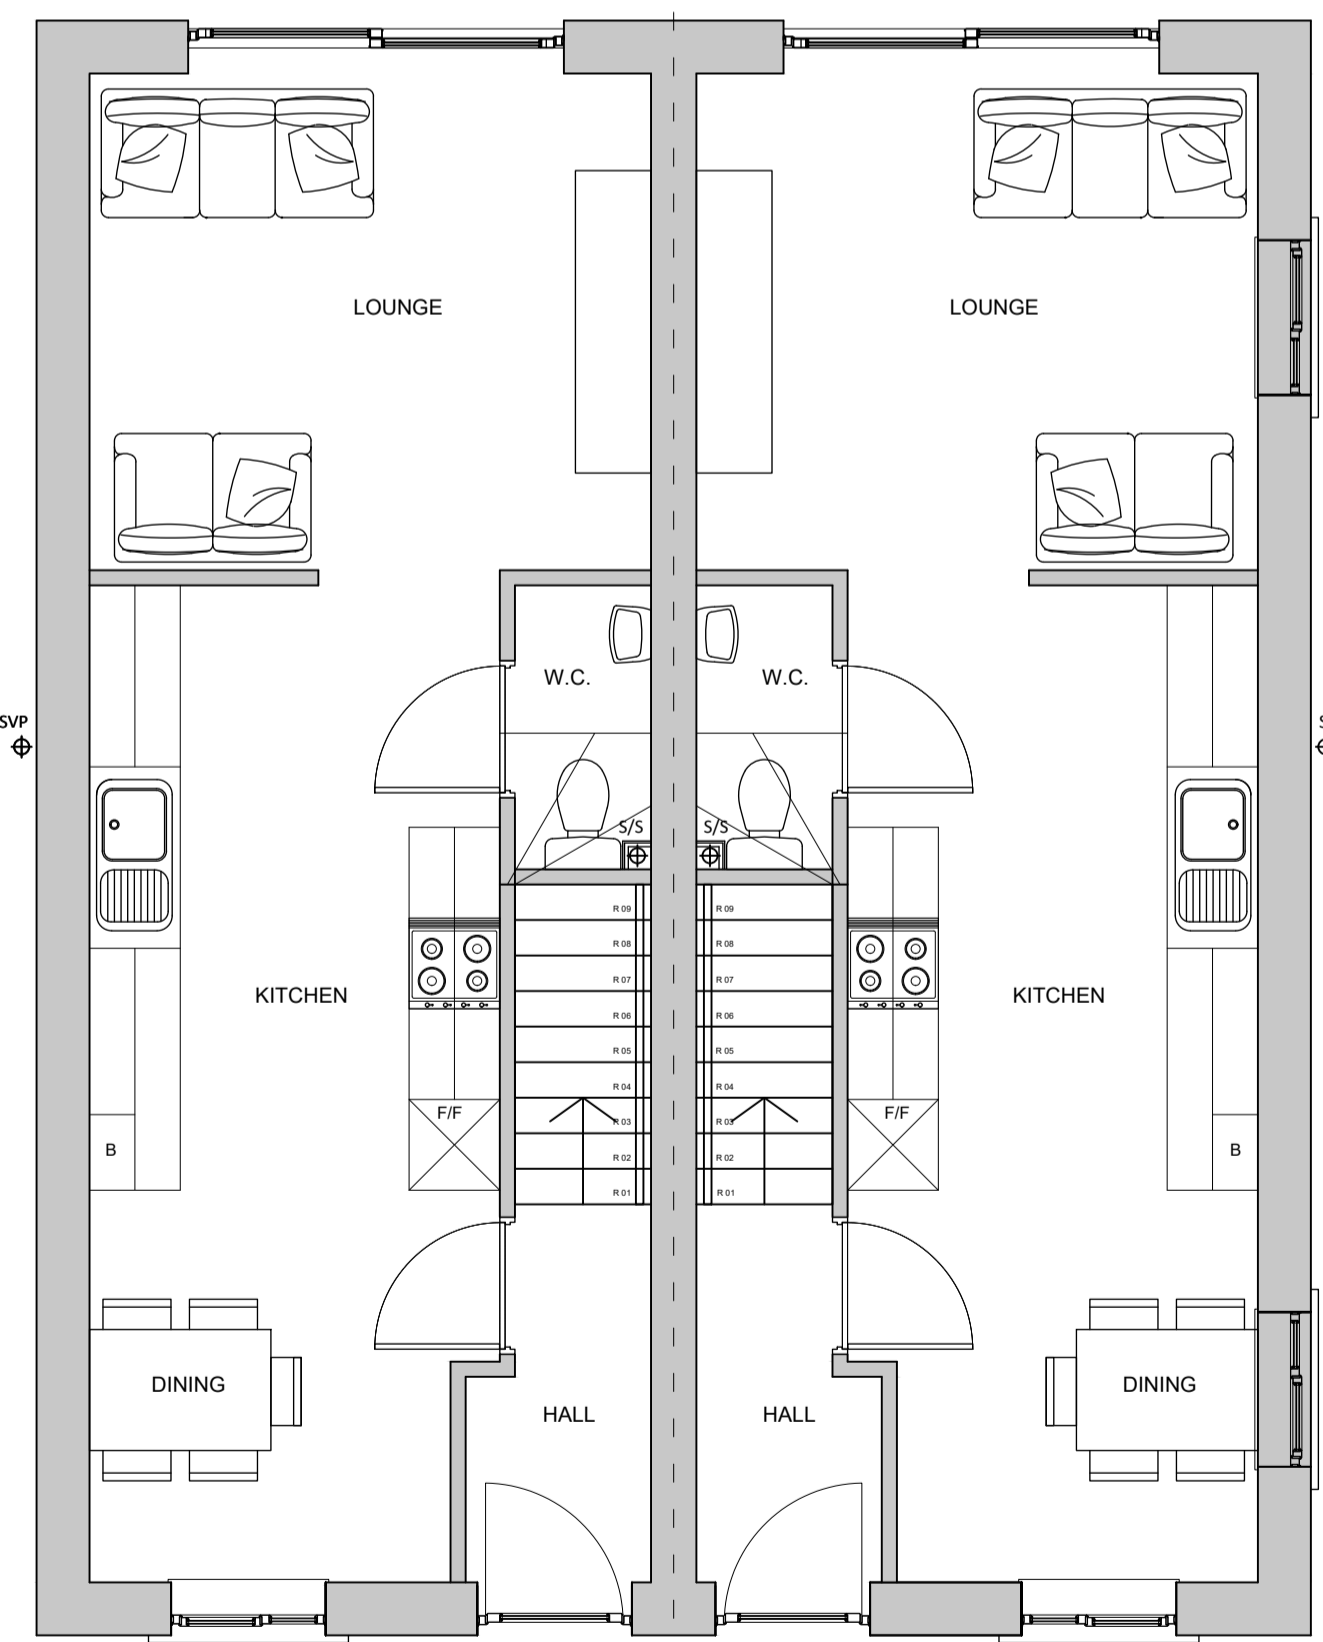 LOUNGE LOUNGE
W.C. W.C.
SVP S
S/S S/S
R 09 R 09
R 08 R 08
R 07 R 07
KITCHEN KITCHEN
R 06 R 06
R 05 R 05
R 04 R 04
F/F F/F
R 03 R 03
B B
R 02 R 02
R 01 R 01
DINING DINING
HALL HALL